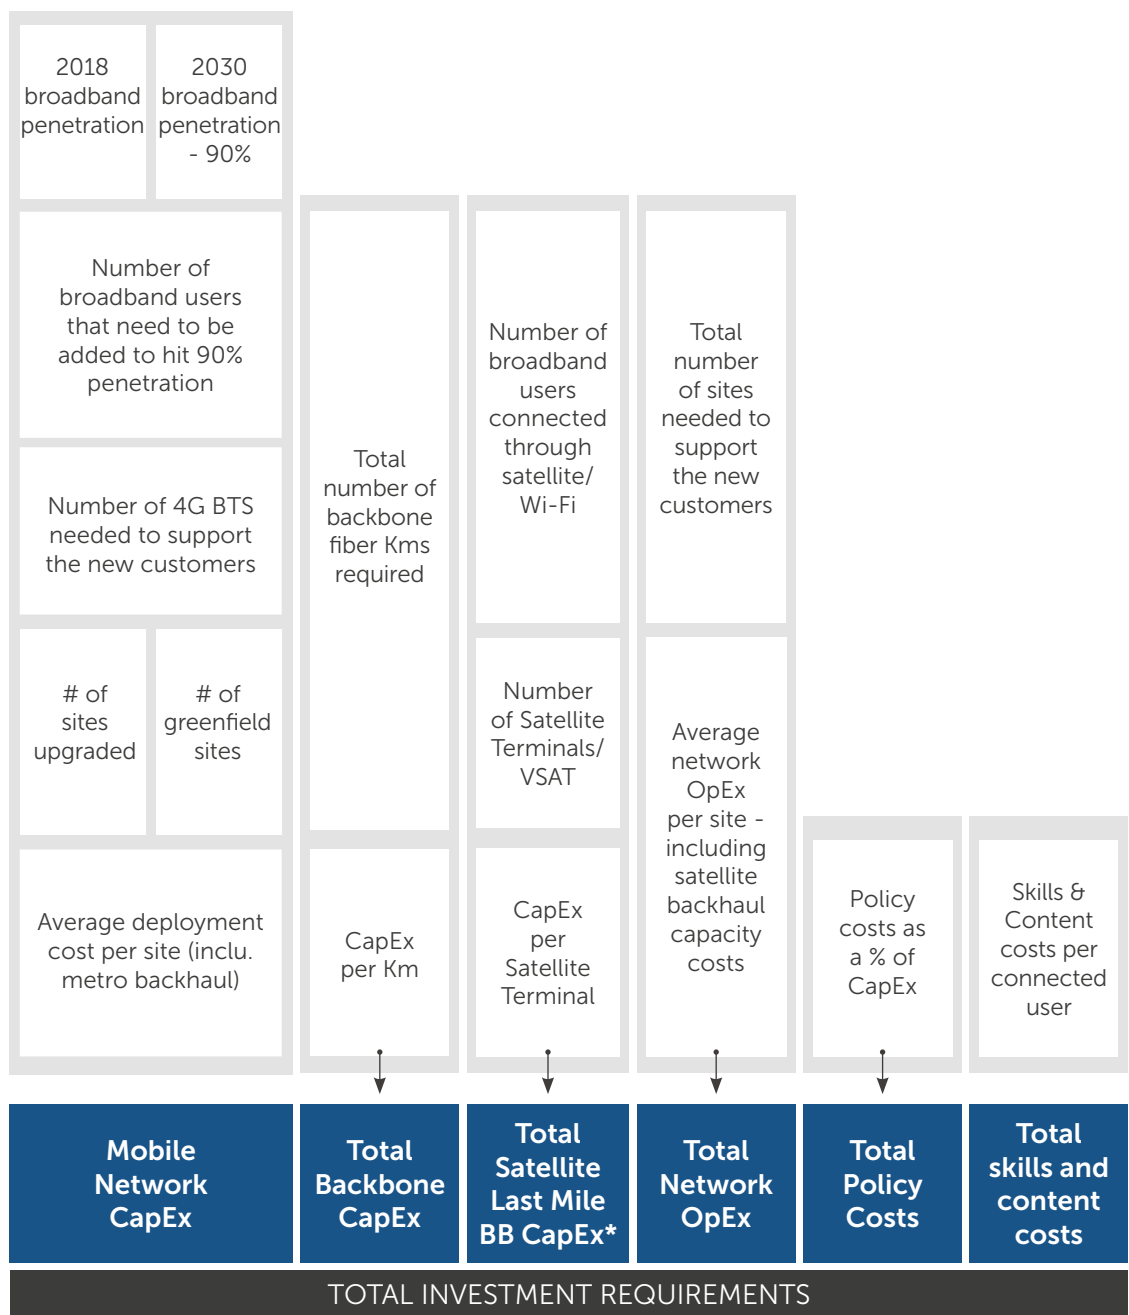 2018
broadband
penetration
2030
broadband
penetration
- 90%
Number of
broadband users
that need to be
added to hit 90%
penetration
Number of 4G BTS
needed to support
the new customers
# of
sites
upgraded
# of
greenfield
sites
Average deployment
cost per site (inclu.
metro backhaul)
Total
number of
backbone
fiber Kms
required
CapEx
per Km
Number of
broadband
users
connected
through
satellite/
Wi-Fi
Number
of Satellite
Terminals/
VSAT
CapEx
per
Satellite
Terminal
Total
number
of sites
needed to
support
the new
customers
Average
network
OpEx
per site -
including
satellite
backhaul
capacity
costs
Policy
costs as
a % of
CapEx
Skills &
Content
costs per
connected
user
Mobile
Network
CapEx
Total
Backbone
CapEx
Total
Satellite
Last Mile
BB CapEx*
Total
Network
OpEx
Total
Policy
Costs
Total
skills and
content
costs
TOTAL INVESTMENT REQUIREMENTS